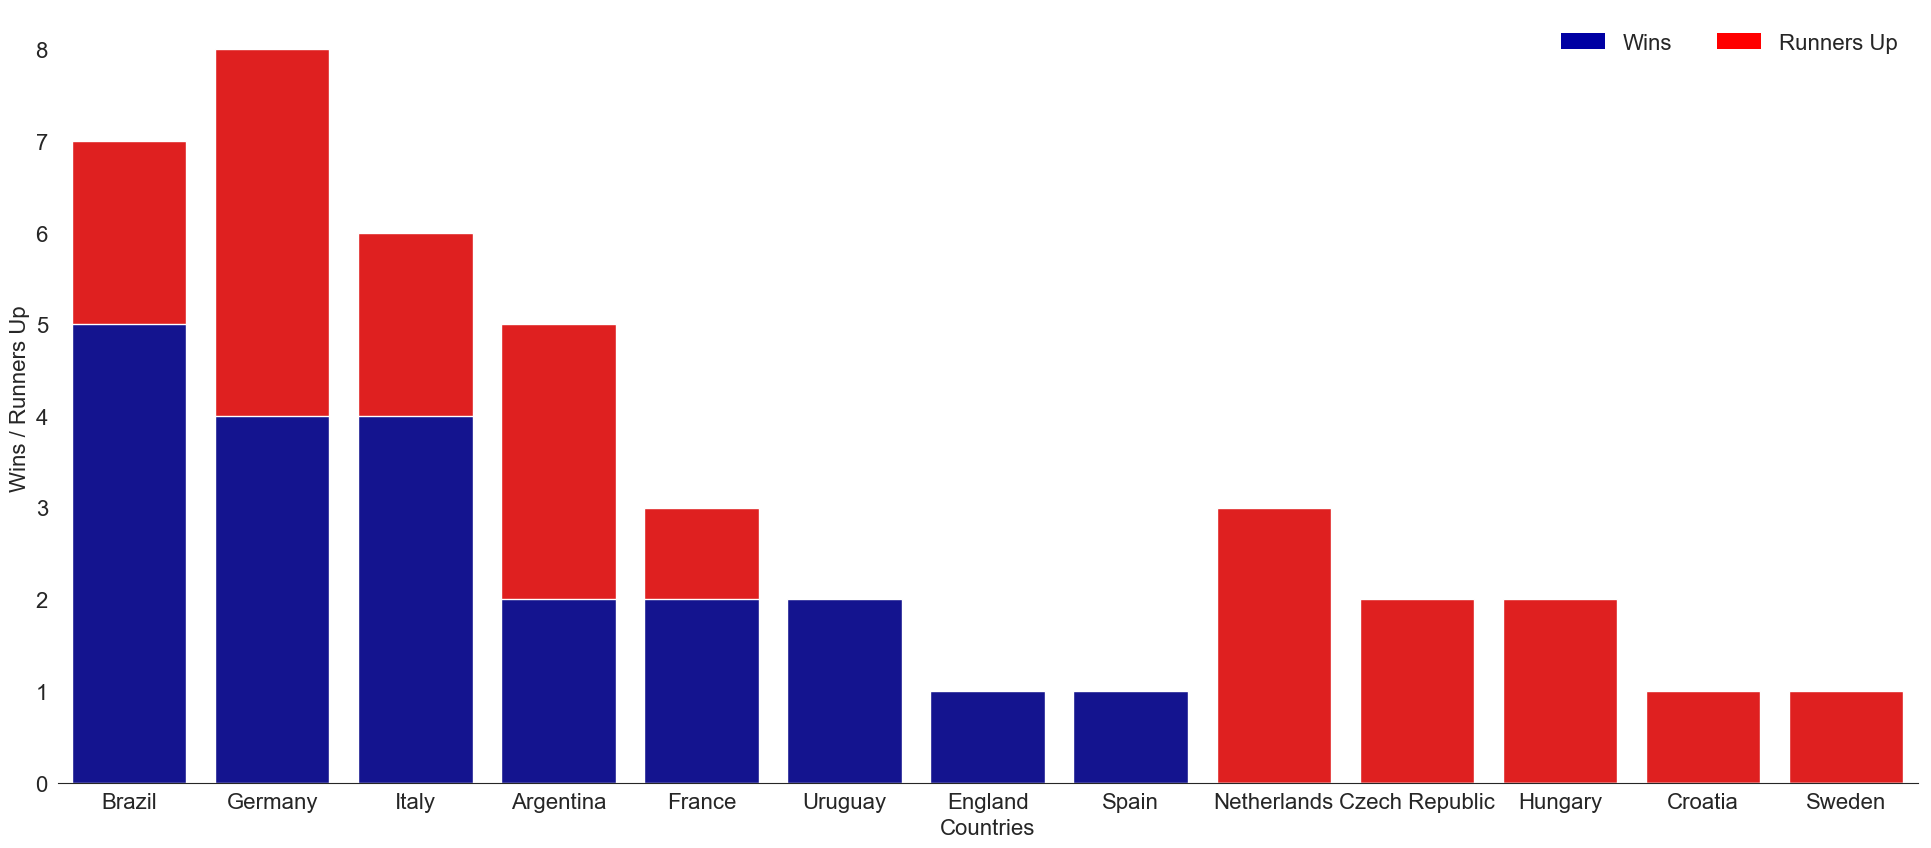 Wins Runners Up
8
7
6
5
4
3
2
1
0
Wins / Runners Up
Brazil Germany Italy Argentina France Uruguay England Spain Netherlands Czech Republic Hungary Croatia Sweden
Countries